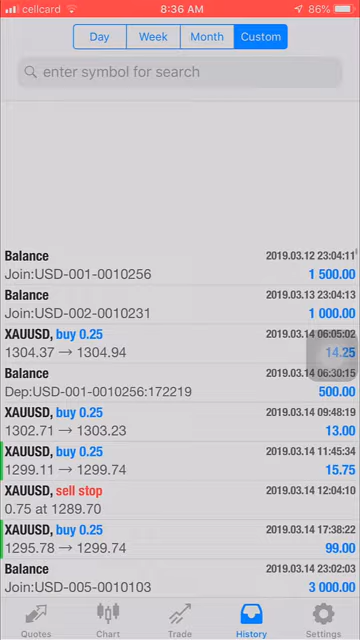 cellcard 8:36 AM 86%
Day Week Month Custom
enter symbol for search
Balance 2019.03.12 23:04:11
Join:USD-001-0010256 1 500.00
Balance 2019.03.13 23:04:13
Join:USD-002-0010231 1 000.00
XAUUSD, buy 0.25 2019.03.14 06:05:02
1304.37 → 1304.94 14.25
Balance 2019.03.14 06:30:15
Dep:USD-001-0010256:172219 500.00
XAUUSD, buy 0.25 2019.03.14 09:48:19
1302.71 → 1303.23 13.00
XAUUSD, buy 0.25 2019.03.14 11:45:34
1299.11 → 1299.74 15.75
XAUUSD, sell stop 2019.03.14 12:04:10
0.75 at 1289.70
XAUUSD, buy 0.25 2019.03.14 17:38:22
1295.78 → 1299.74 99.00
Balance 2019.03.14 23:02:03
Join:USD-005-0010103 3 000.00
Quotes Chart Trade History Settings